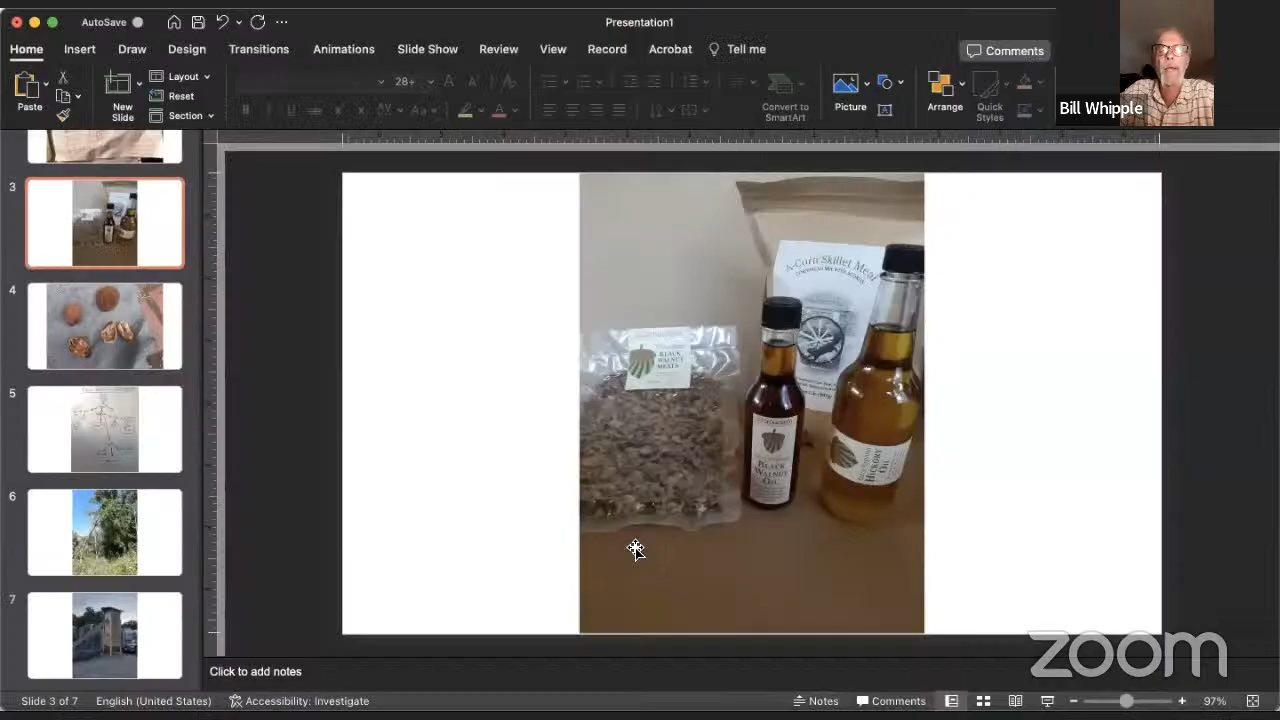 AutoSave
Presentation1
Home Insert Draw Design Transitions Animations Slide Show Review View Record Acrobat Tell me
Comments
Paste
New Slide
Layout
Reset
Section
28
Convert to SmartArt
Picture
Arrange
Quick Styles
Bill Whipple
3
4
5
6
7
A-Corn Skillet Meal
BLACK
WALNUT
MEATS
BLACK
WALNUT
OIL
HICKORY
OIL
zoom
Click to add notes
Slide 3 of 7 English (United States) Accessibility: Investigate Notes Comments 97%